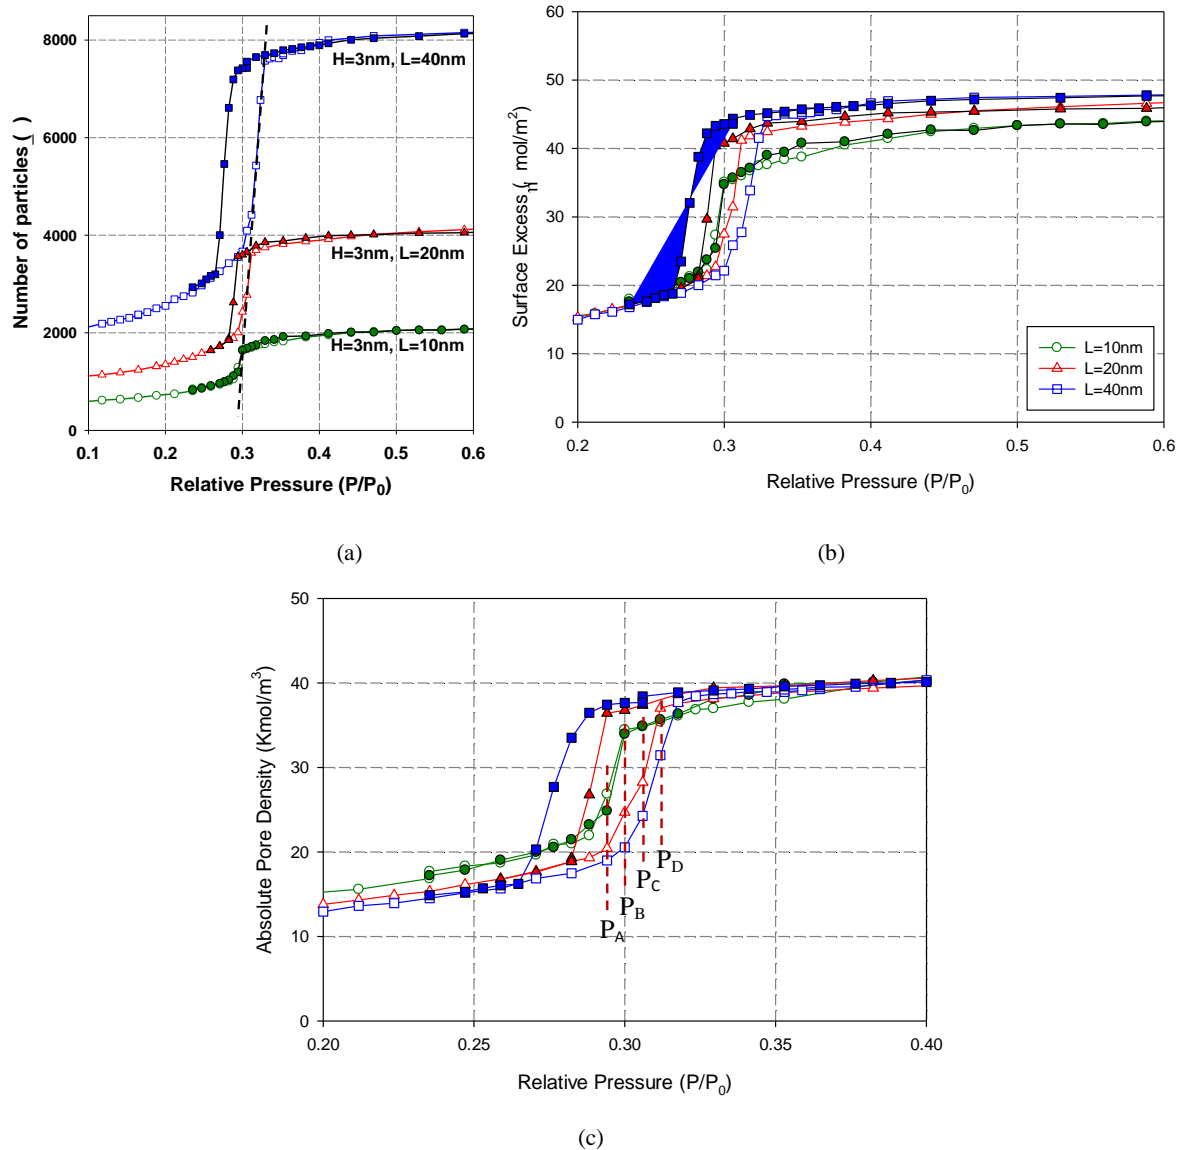 8000
6000
4000
2000
0
Number of particles ( )
H=3nm, L=40nm
H=3nm, L=20nm
H=3nm, L=10nm
0.1 0.2 0.3 0.4 0.5 0.6
Relative Pressure (P/P0)
(a)
60
50
40
30
20
10
0
Surface Excess ( mol/m2)
L=10nm
L=20nm
L=40nm
0.2 0.3 0.4 0.5 0.6
Relative Pressure (P/P0)
(b)
50
40
30
20
10
0
Absolute Pore Density (Kmol/m3)
PD
PC
PB
PA
0.20 0.25 0.30 0.35 0.40
Relative Pressure (P/P0)
(c)